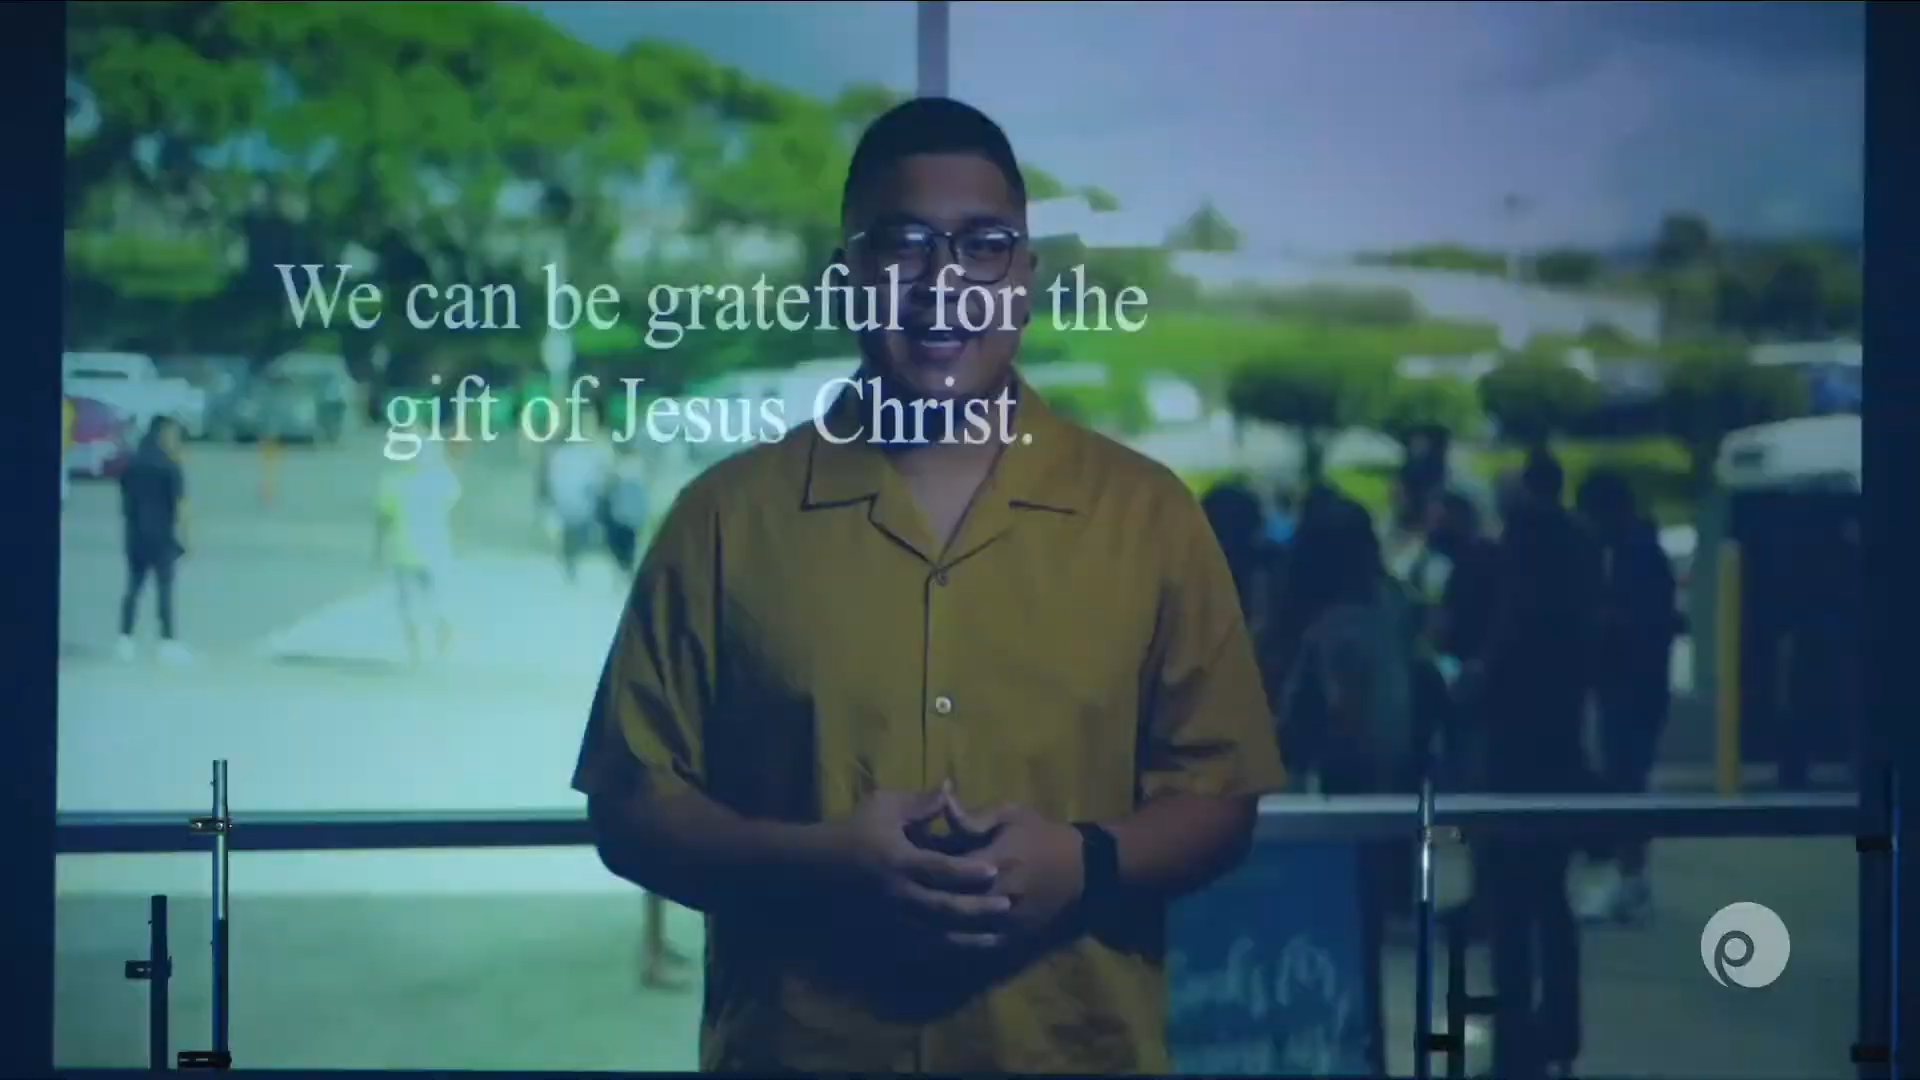 We can be grateful for the
gift of Jesus Christ.